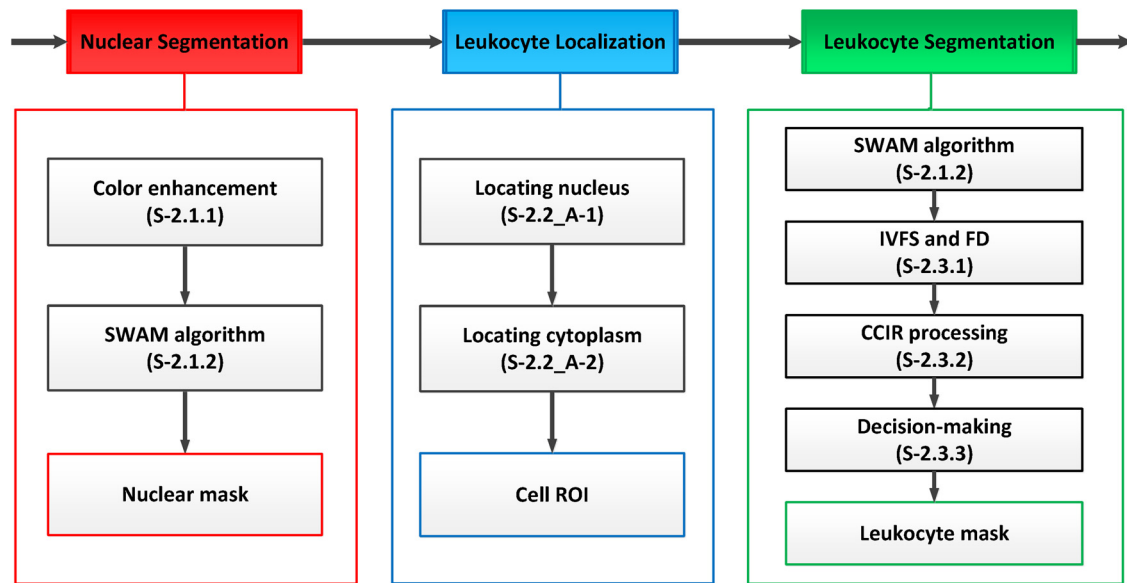 Nuclear Segmentation
Leukocyte Localization
Leukocyte Segmentation
Color enhancement
(S-2.1.1)
SWAM algorithm
(S-2.1.2)
Nuclear mask
Locating nucleus
(S-2.2_A-1)
Locating cytoplasm
(S-2.2_A-2)
Cell ROI
SWAM algorithm
(S-2.1.2)
IVFS and FD
(S-2.3.1)
CCIR processing
(S-2.3.2)
Decision-making
(S-2.3.3)
Leukocyte mask